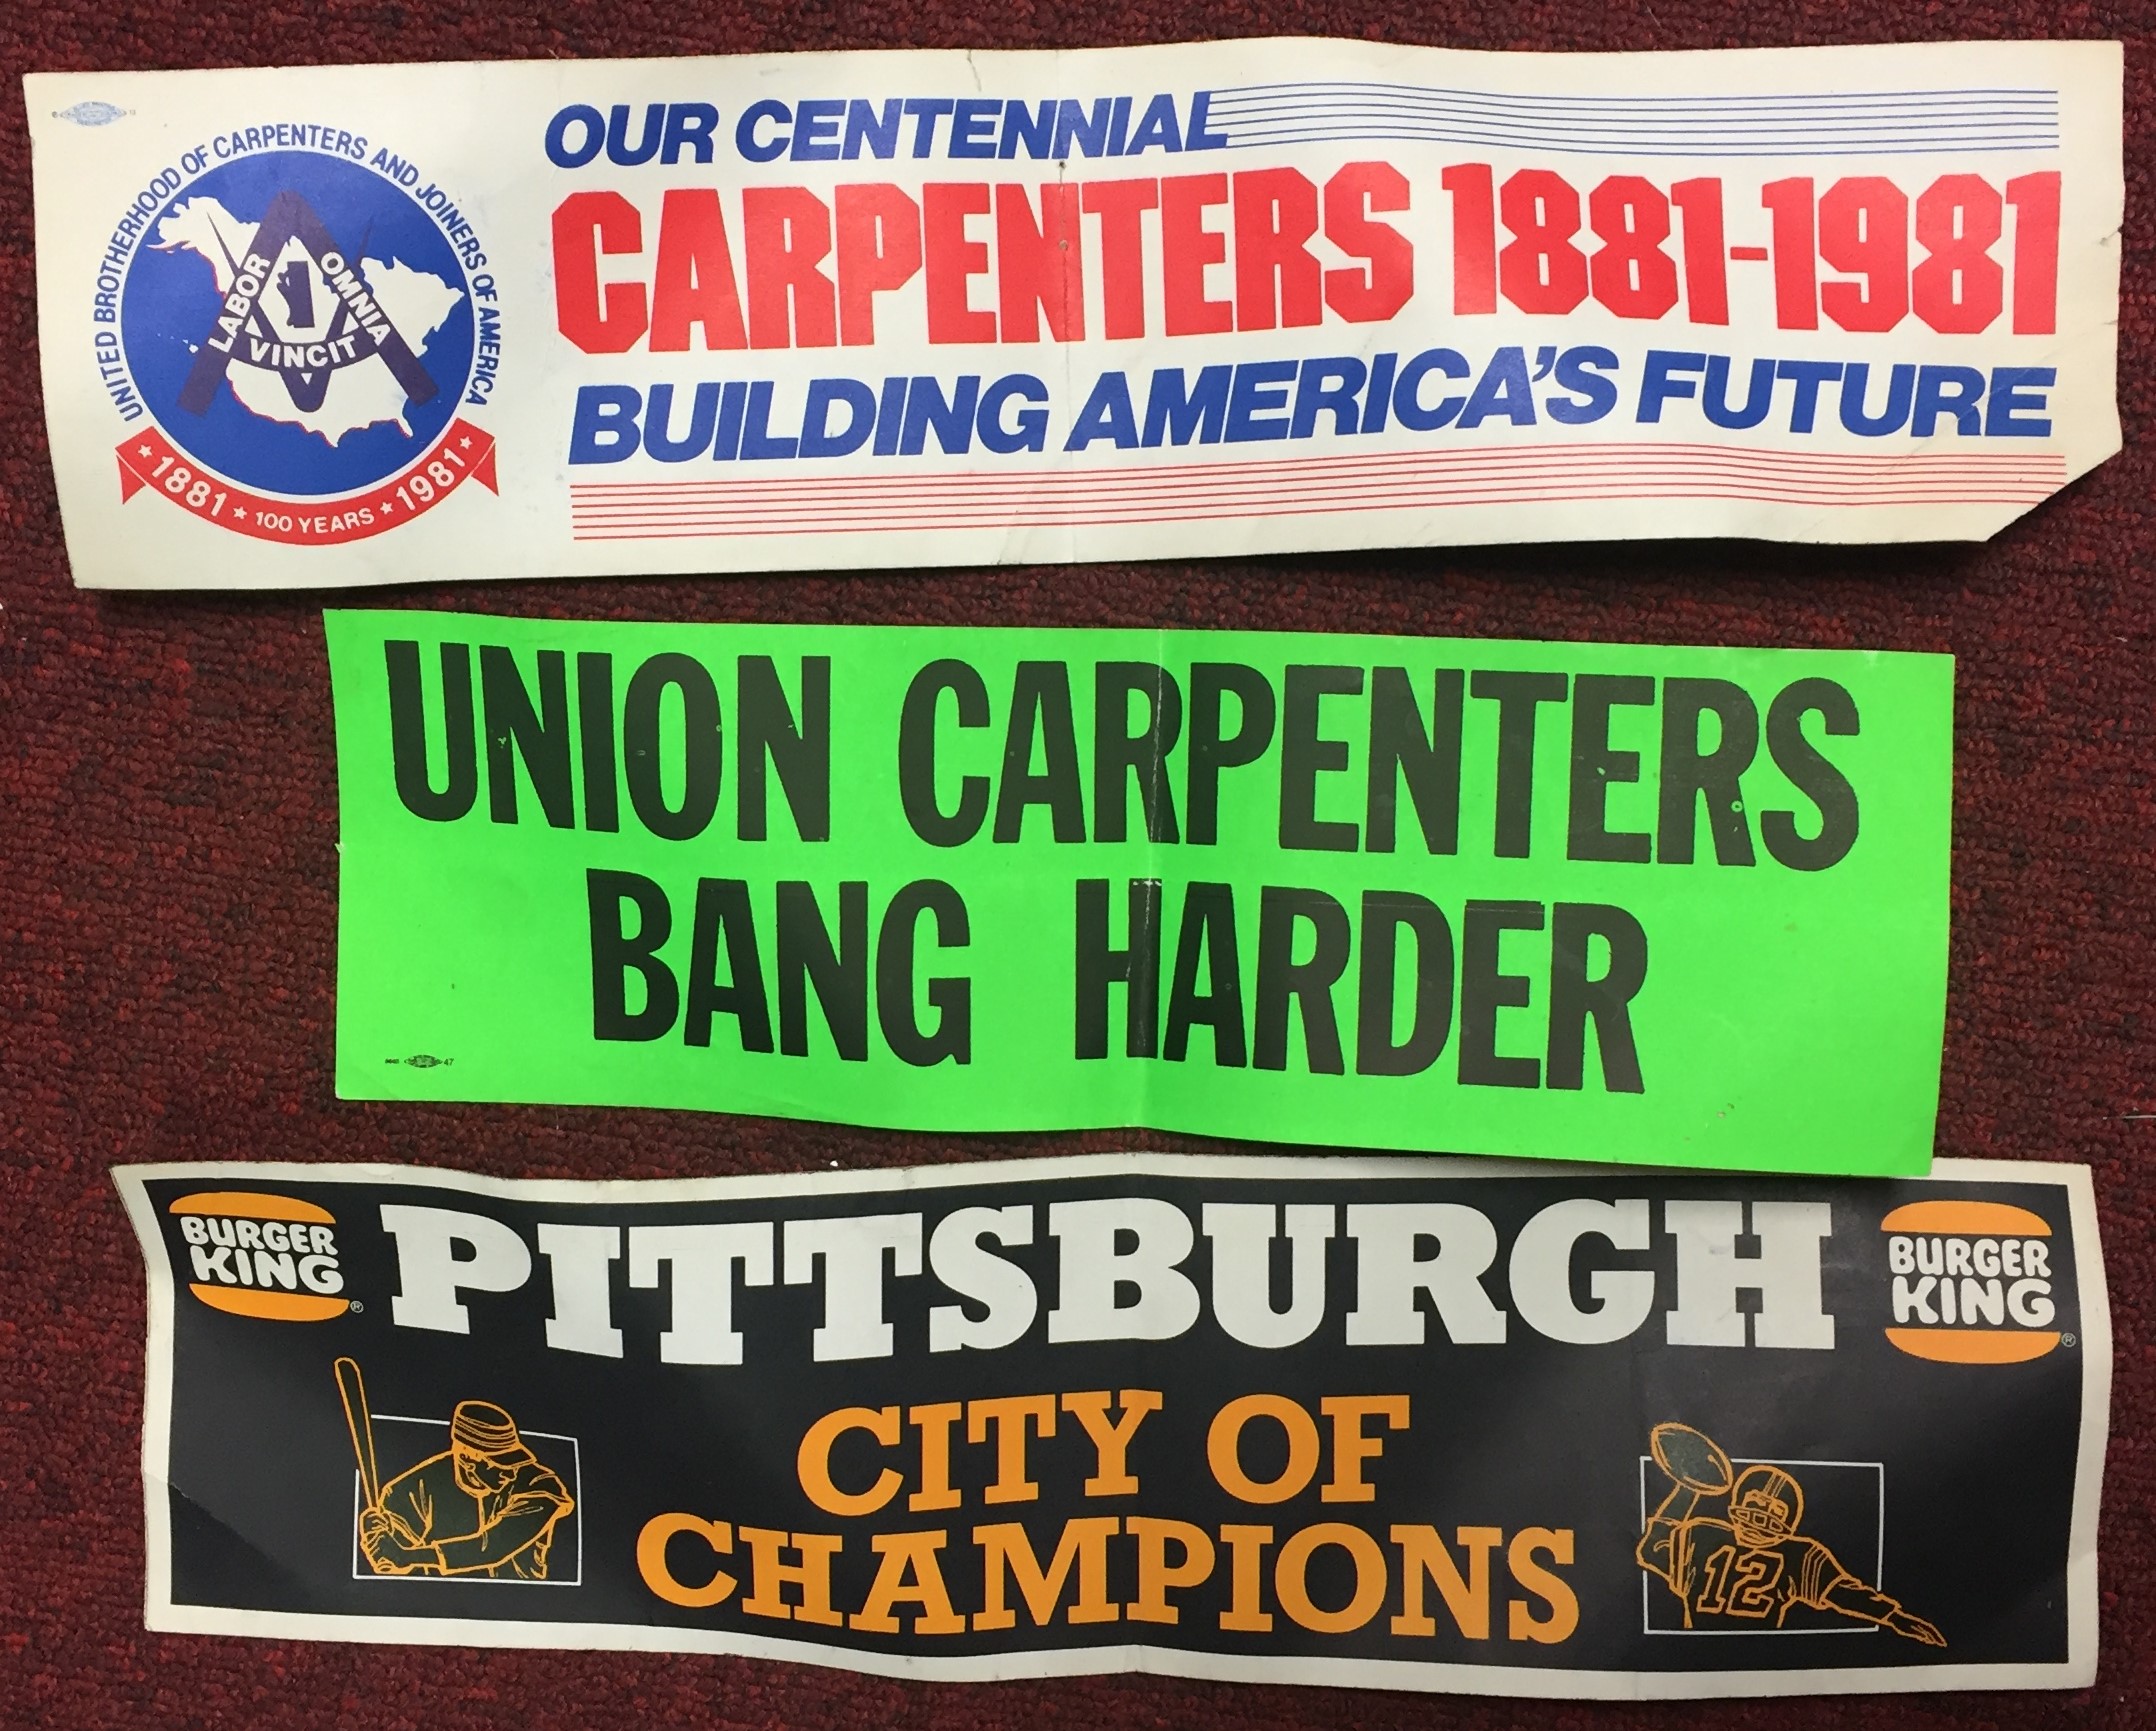 UNITED BROTHERHOOD OF CARPENTERS AND JOINERS OF AMERICA
LABOR OMNIA
VINCIT
1881 ★ 100 YEARS ★ 1981
OUR CENTENNIAL
CARPENTERS 1881-1981
BUILDING AMERICA'S FUTURE
UNION CARPENTERS
BANG HARDER
47
BURGER
KING®
PITTSBURGH
BURGER
KING®
CITY OF
CHAMPIONS
12